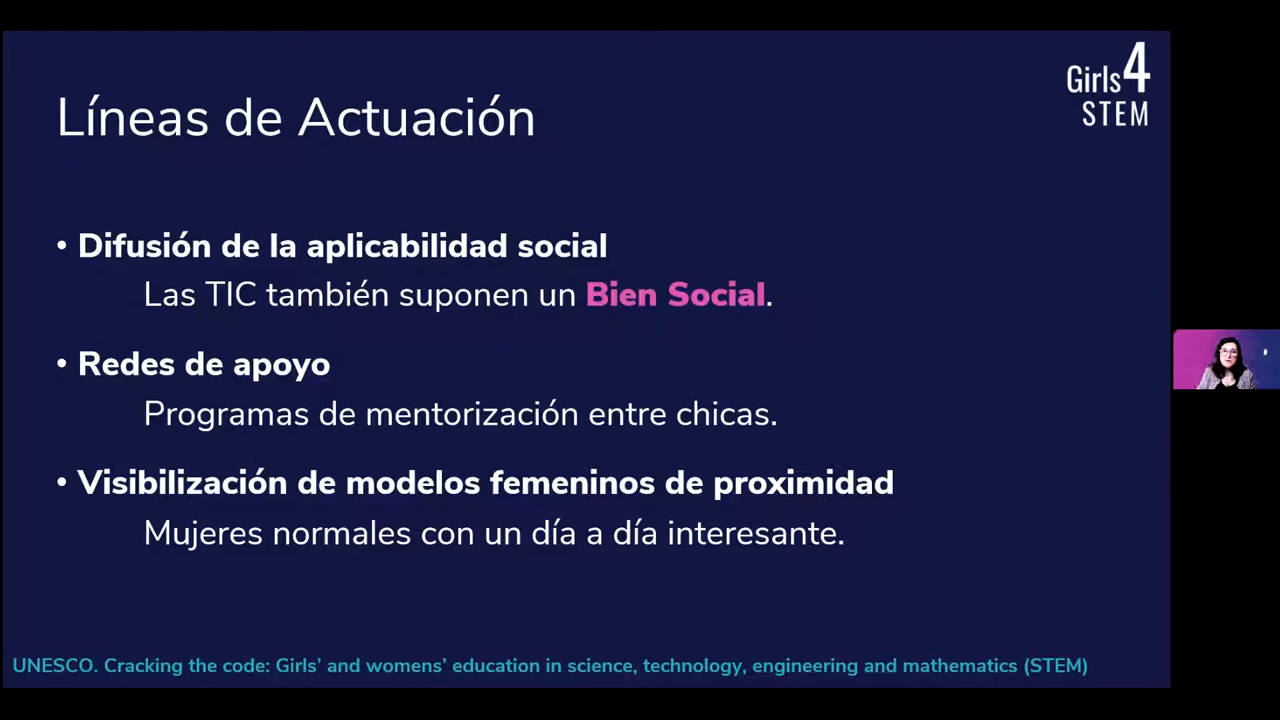 Girls4
STEM
Líneas de Actuación
• Difusión de la aplicabilidad social
Las TIC también suponen un Bien Social.
• Redes de apoyo
Programas de mentorización entre chicas.
• Visibilización de modelos femeninos de proximidad
Mujeres normales con un día a día interesante.
UNESCO. Cracking the code: Girls’ and womens’ education in science, technology, engineering and mathematics (STEM)